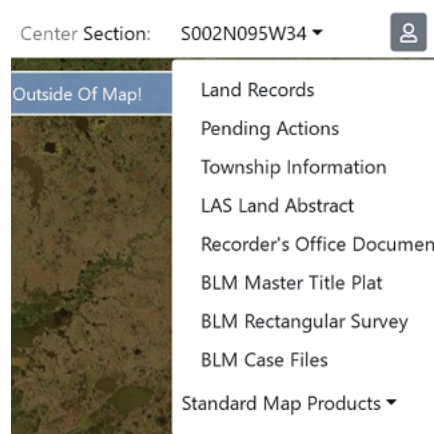 Center Section: S002N095W34
Outside Of Map!
Land Records
Pending Actions
Township Information
LAS Land Abstract
Recorder's Office Documen
BLM Master Title Plat
BLM Rectangular Survey
BLM Case Files
Standard Map Products